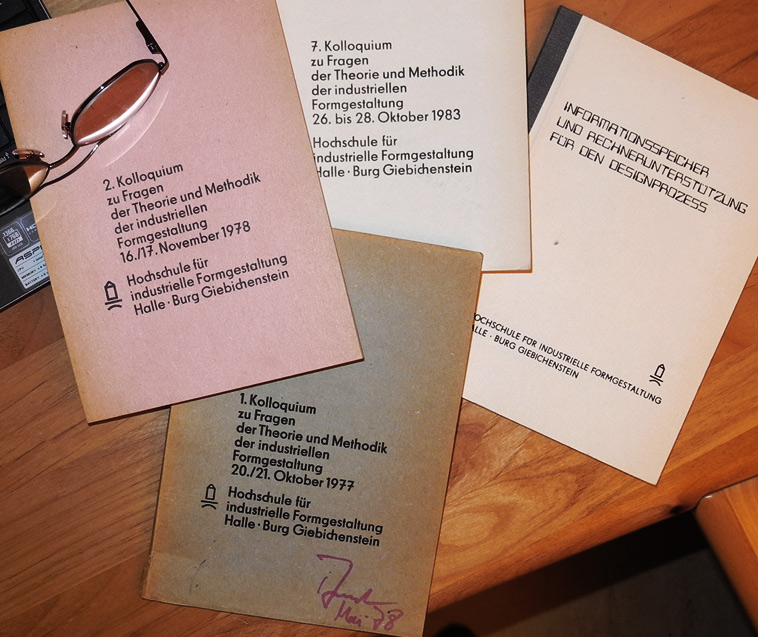 2. Kolloquium
zu Fragen
der Theorie und Methodik
der industriellen
Formgestaltung
16./17. November 1978
Hochschule für
industrielle Formgestaltung
Halle · Burg Giebichenstein
7. Kolloquium
zu Fragen
der Theorie und Methodik
der industriellen
Formgestaltung
26. bis 28. Oktober 1983
Hochschule für
industrielle Formgestaltung
Halle · Burg Giebichenstein
INFORMATIONSSPEICHER
UND RECHNERUNTERSTÜTZUNG
FÜR DEN DESIGNPROZESS
HOCHSCHULE FÜR INDUSTRIELLE FORMGESTALTUNG
HALLE · BURG GIEBICHENSTEIN
1. Kolloquium
zu Fragen
der Theorie und Methodik
der industriellen
Formgestaltung
20./21. Oktober 1977
Hochschule für
industrielle Formgestaltung
Halle · Burg Giebichenstein
Mai 78